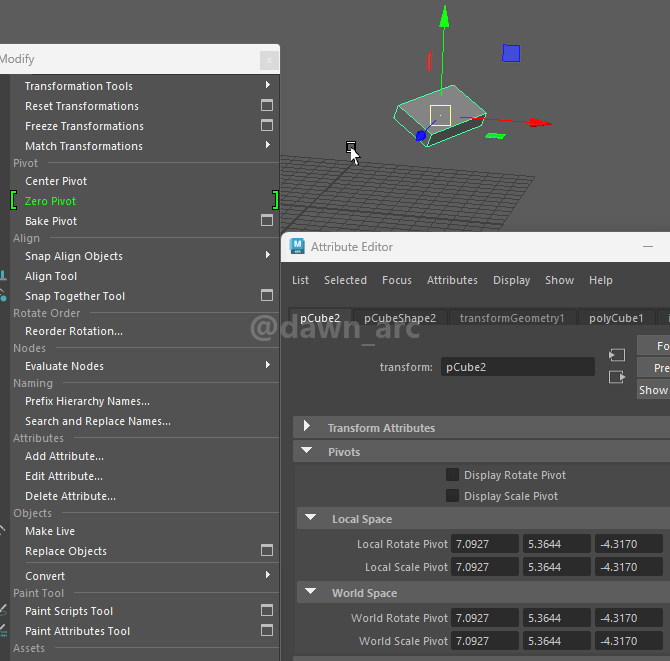 Modify
Transformation Tools
Reset Transformations
Freeze Transformations
Match Transformations
Pivot
Center Pivot
Zero Pivot
Bake Pivot
Align
Snap Align Objects
Align Tool
Snap Together Tool
Rotate Order
Reorder Rotation...
Nodes
Evaluate Nodes
Naming
Prefix Hierarchy Names...
Search and Replace Names...
Attributes
Add Attribute...
Edit Attribute...
Delete Attribute...
Objects
Make Live
Replace Objects
Convert
Paint Tool
Paint Scripts Tool
Paint Attributes Tool
Assets
M
Attribute Editor
List Selected Focus Attributes Display Show Help
pCube2 pCubeShape2 transformGeometry1 polyCube1
@dawn_arc
transform: pCube2
Fo
Pre
Show
Transform Attributes
Pivots
Display Rotate Pivot
Display Scale Pivot
Local Space
Local Rotate Pivot 7.0927 5.3644 -4.3170
Local Scale Pivot 7.0927 5.3644 -4.3170
World Space
World Rotate Pivot 7.0927 5.3644 -4.3170
World Scale Pivot 7.0927 5.3644 -4.3170